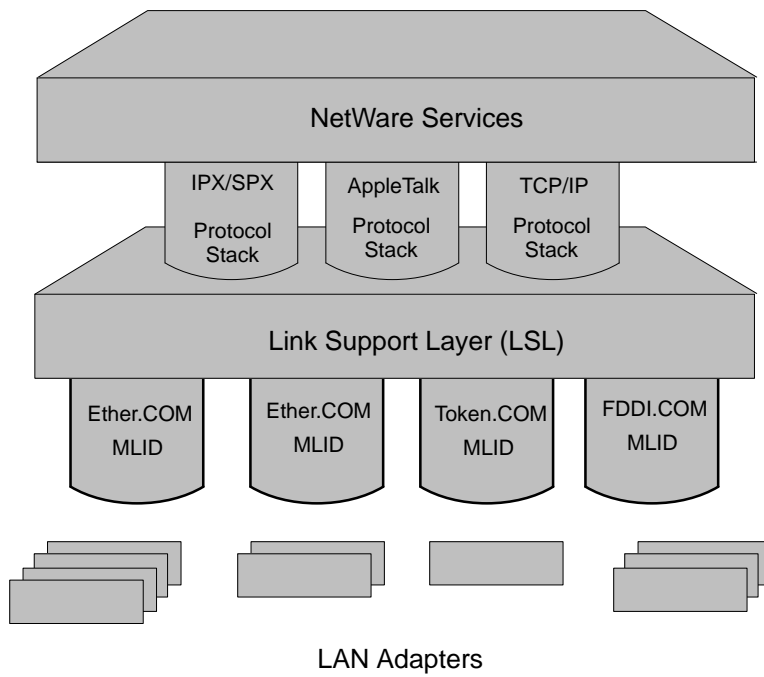 NetWare Services
IPX/SPX
Protocol
Stack
AppleTalk
Protocol
Stack
TCP/IP
Protocol
Stack
Link Support Layer (LSL)
Ether.COM
MLID
Ether.COM
MLID
Token.COM
MLID
FDDI.COM
MLID
LAN Adapters